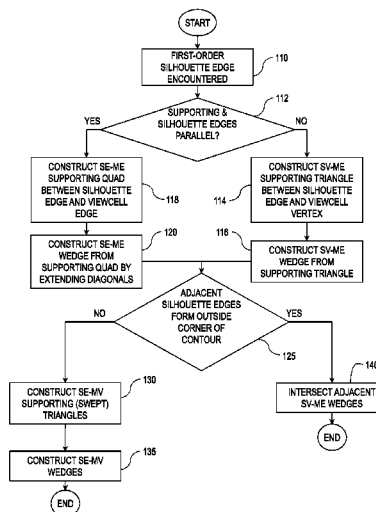 START
FIRST-ORDER
SILHOUETTE EDGE
ENCOUNTERED
110
112
SUPPORTING &
SILHOUETTE EDGES
PARALLEL?
YES
NO
CONSTRUCT SE-ME
SUPPORTING QUAD
BETWEEN SILHOUETTE
EDGE AND VIEWCELL
EDGE
118
114
CONSTRUCT SV-ME
SUPPORTING TRIANGLE
BETWEEN SILHOUETTE
EDGE AND VIEWCELL
VERTEX
120
CONSTRUCT SE-ME
WEDGE FROM
SUPPORTING QUAD BY
EXTENDING DIAGONALS
116
CONSTRUCT SV-ME
WEDGE FROM
SUPPORTING TRIANGLE
ADJACENT
SILHOUETTE EDGES
FORM OUTSIDE
CORNER OF
CONTOUR
NO
YES
125
130
CONSTRUCT SE-MV
SUPPORTING (SWEPT)
TRIANGLES
140
INTERSECT ADJACENT
SV-ME WEDGES
END
135
CONSTRUCT SE-MV
WEDGES
END